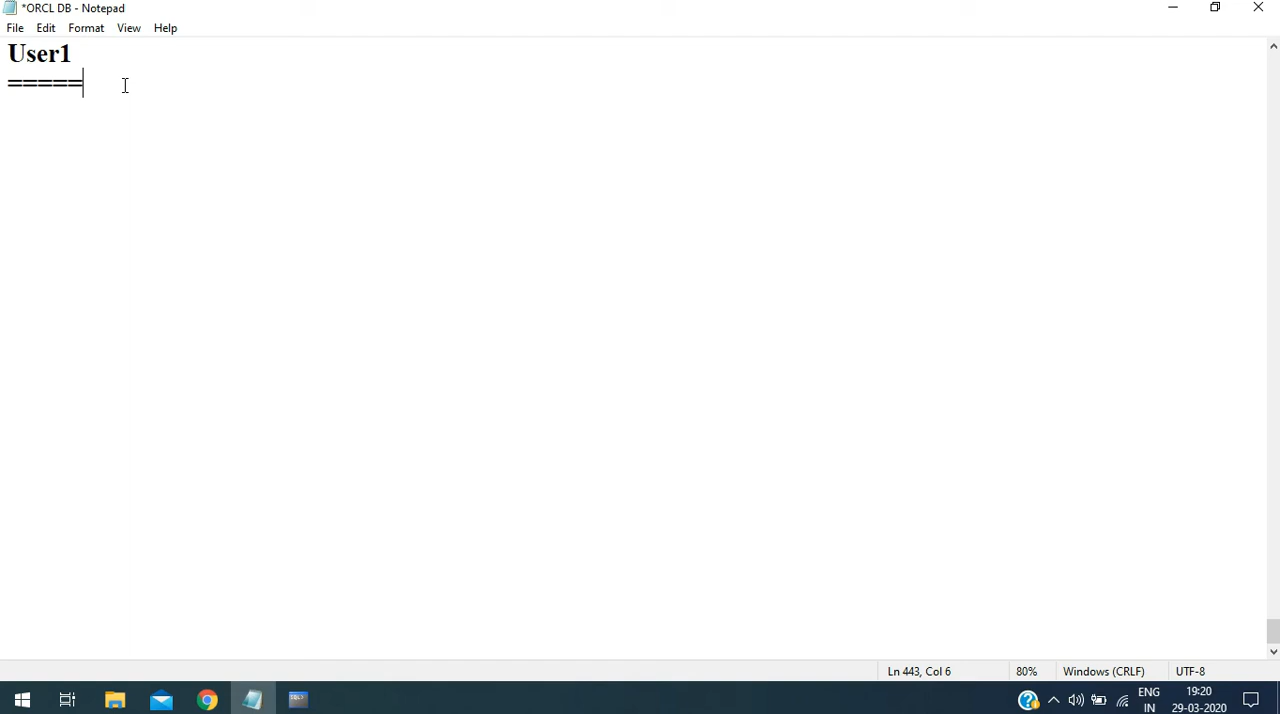 *ORCL DB - Notepad
File Edit Format View Help
User1
=====
Ln 443, Col 6 80% Windows (CRLF) UTF-8
ENG 19:20
IN 29-03-2020